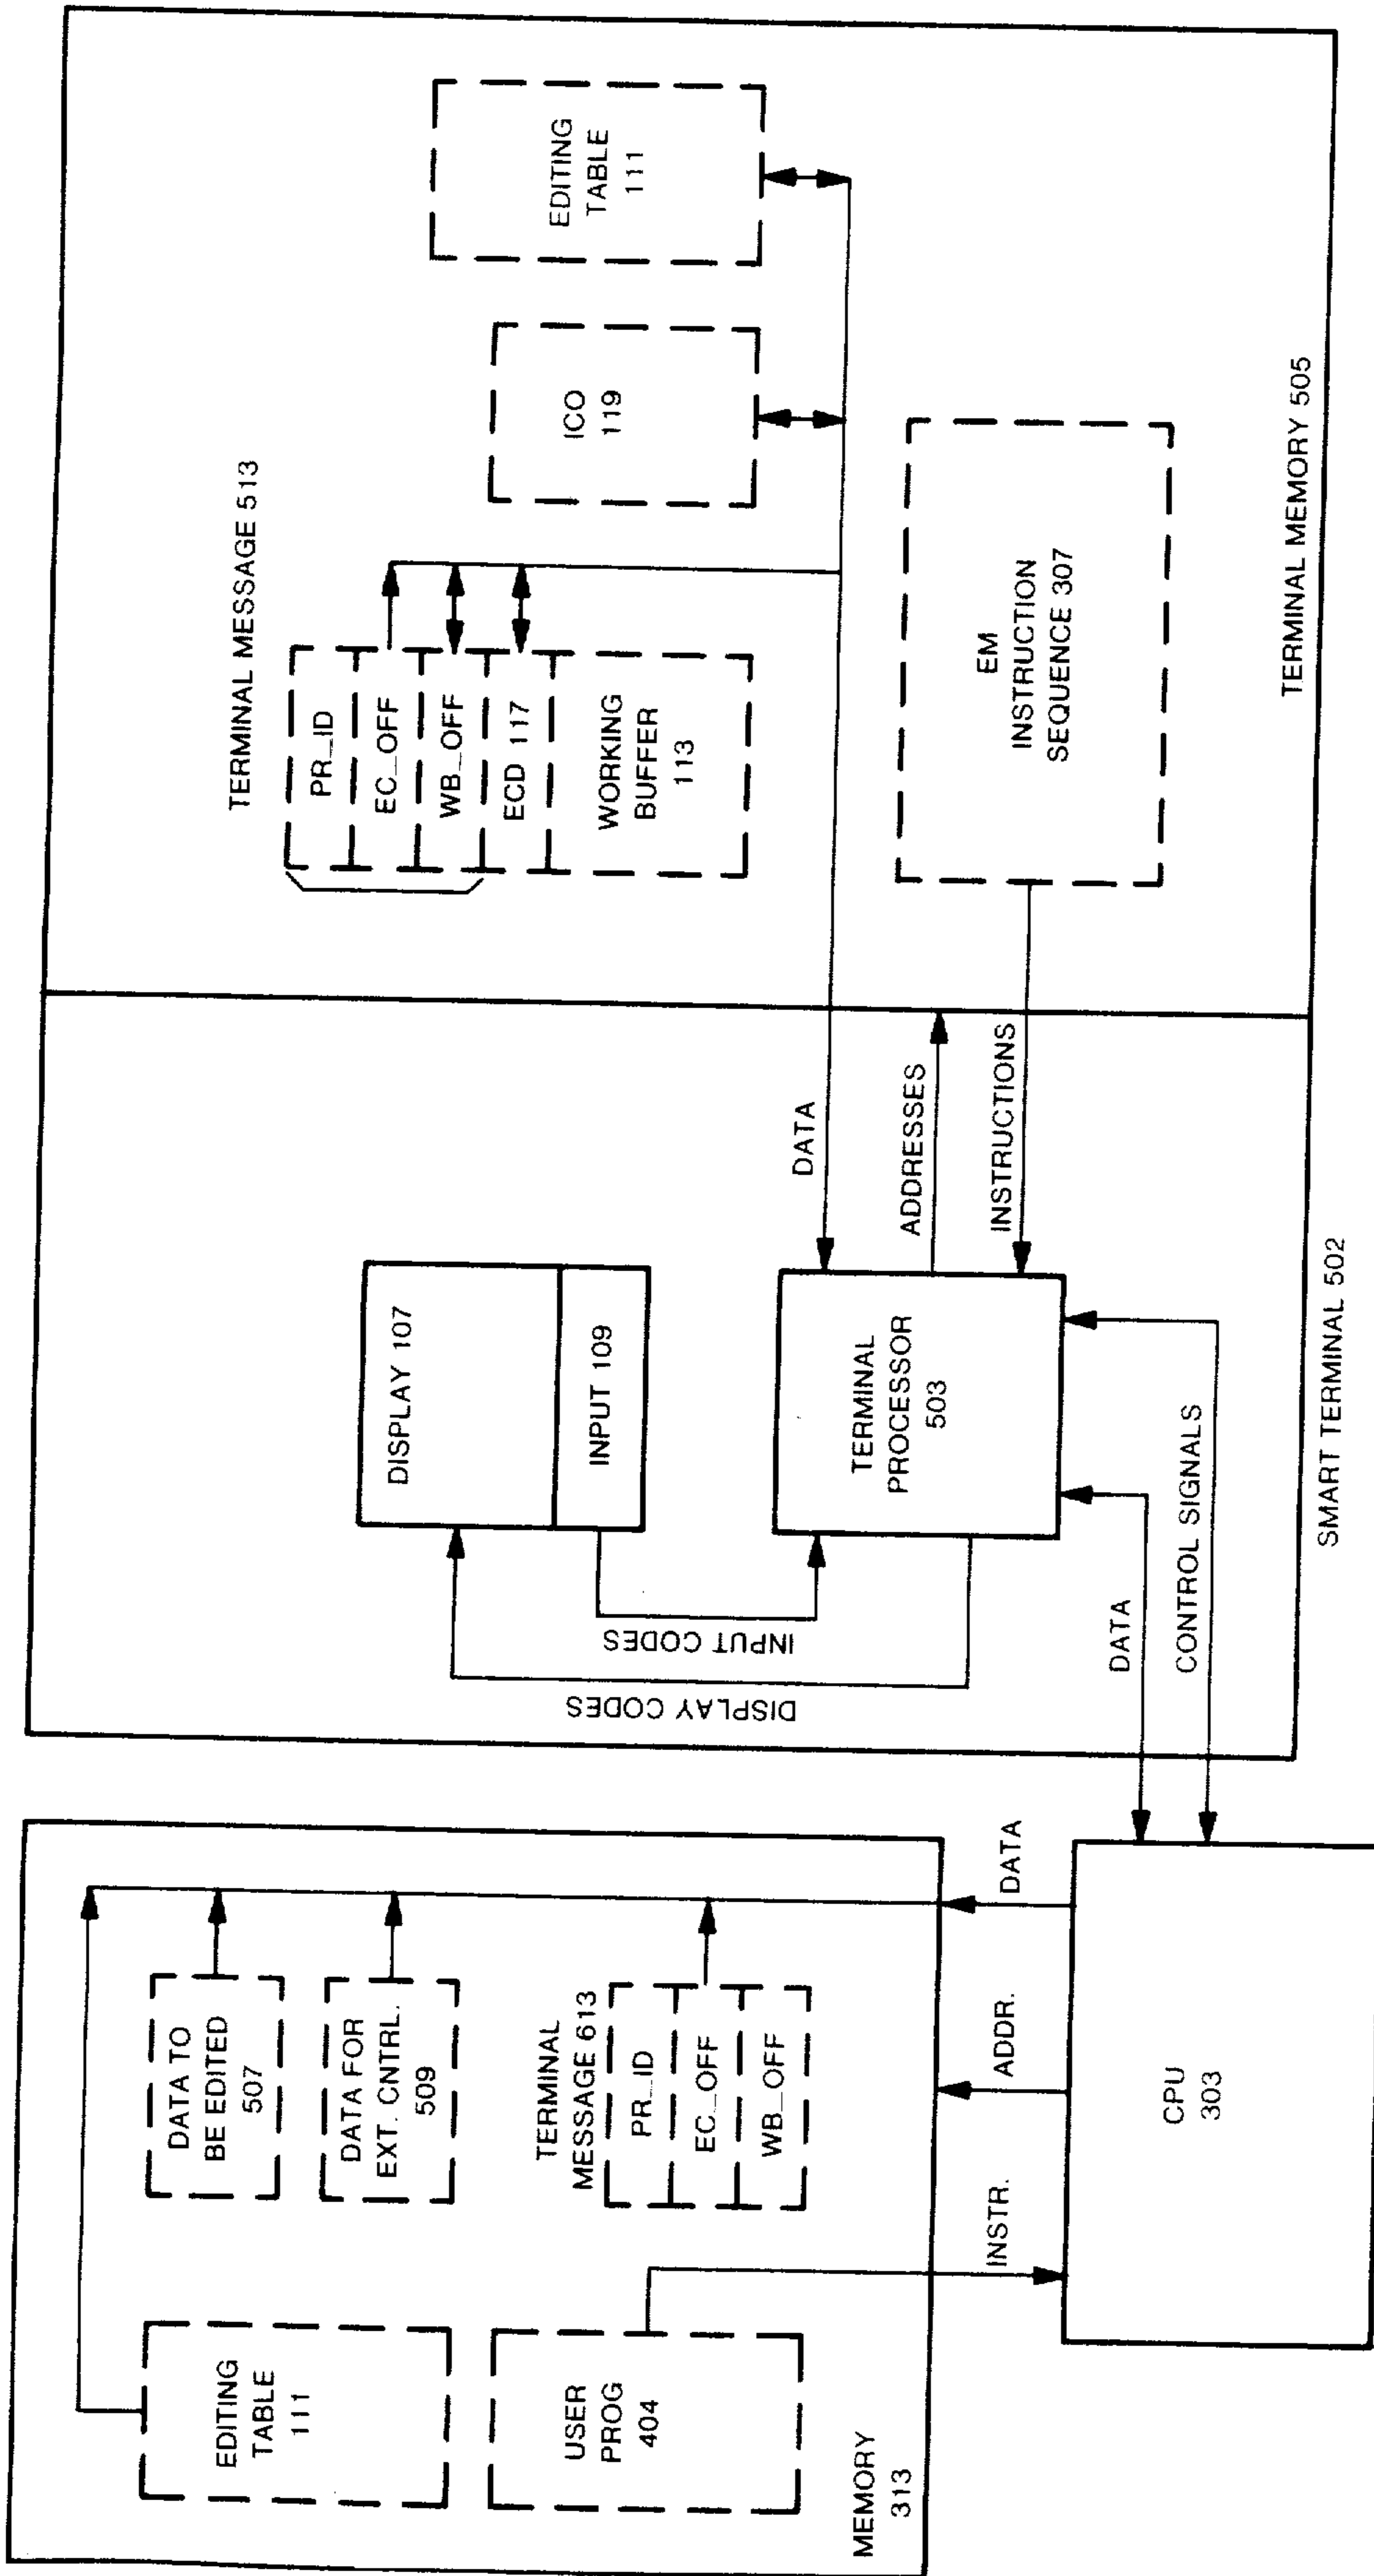 EDITING
TABLE
111
USER
PROG
404
MEMORY
313
DATA TO
BE EDITED
507
DATA FOR
EXT. CNTRL.
509
TERMINAL
MESSAGE 613
PR_ID
EC_OFF
WB_OFF
INSTR.
ADDR.
DATA
CPU
303
DISPLAY CODES
INPUT CODES
DISPLAY 107
INPUT 109
TERMINAL
PROCESSOR
503
DATA
CONTROL SIGNALS
DATA
ADDRESSES
INSTRUCTIONS
SMART TERMINAL 502
TERMINAL MESSAGE 513
PR_ID
EC_OFF
WB_OFF
ECD 117
WORKING
BUFFER
113
ICO
119
EDITING
TABLE
111
EM
INSTRUCTION
SEQUENCE 307
TERMINAL MEMORY 505